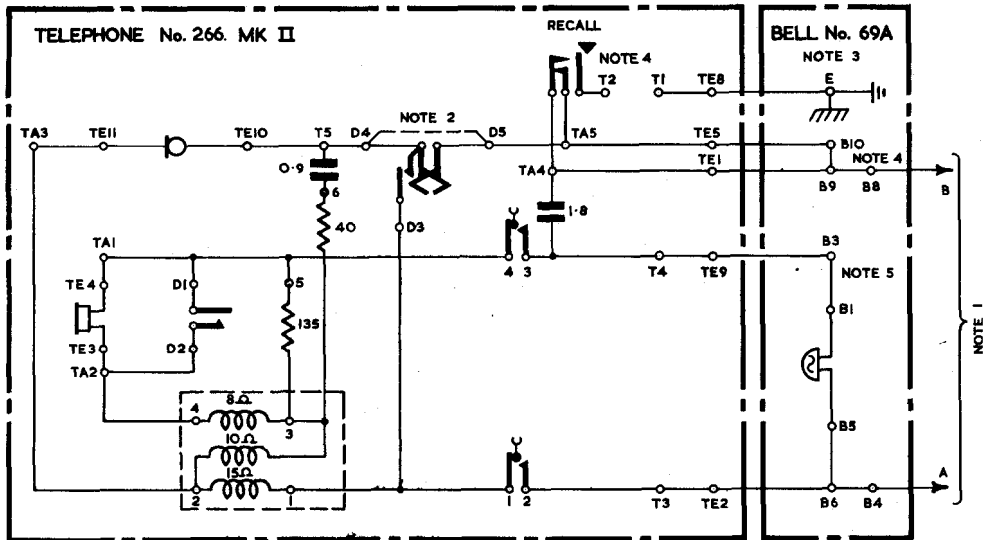 TELEPHONE No. 266. MK II
RECALL
BELL No. 69A
NOTE 3
NOTE 4
T2
T1
TE8
E
NOTE 2
TA3
TE11
TE10
T5
D4
D5
TA5
TE5
B10
TA4
TE1
NOTE 4
B9
B8
B
0·9
6
40
D3
1·8
TA1
4
3
T4
TE9
B3
NOTE 5
TE4
D1
5
B1
135
NOTE 1
TE3
D2
TA2
B5
8Ω
4
3
10Ω
15Ω
2
1
1
2
T3
TE2
B6
B4
A